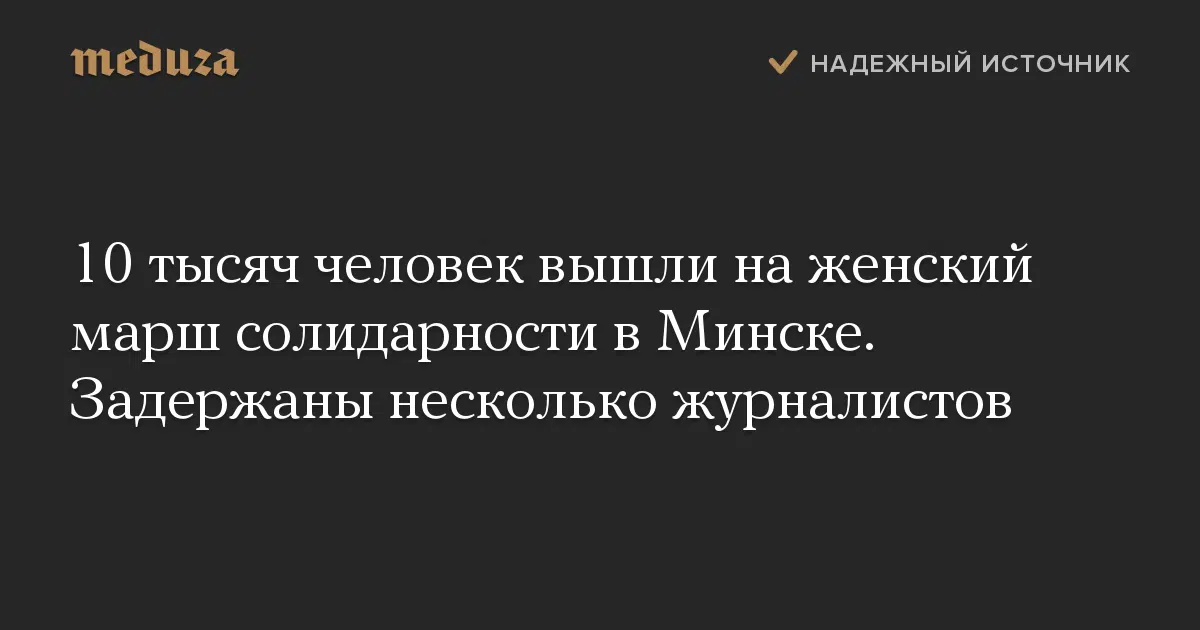 meduza
НАДЕЖНЫЙ ИСТОЧНИК
10 тысяч человек вышли на женский
марш солидарности в Минске.
Задержаны несколько журналистов